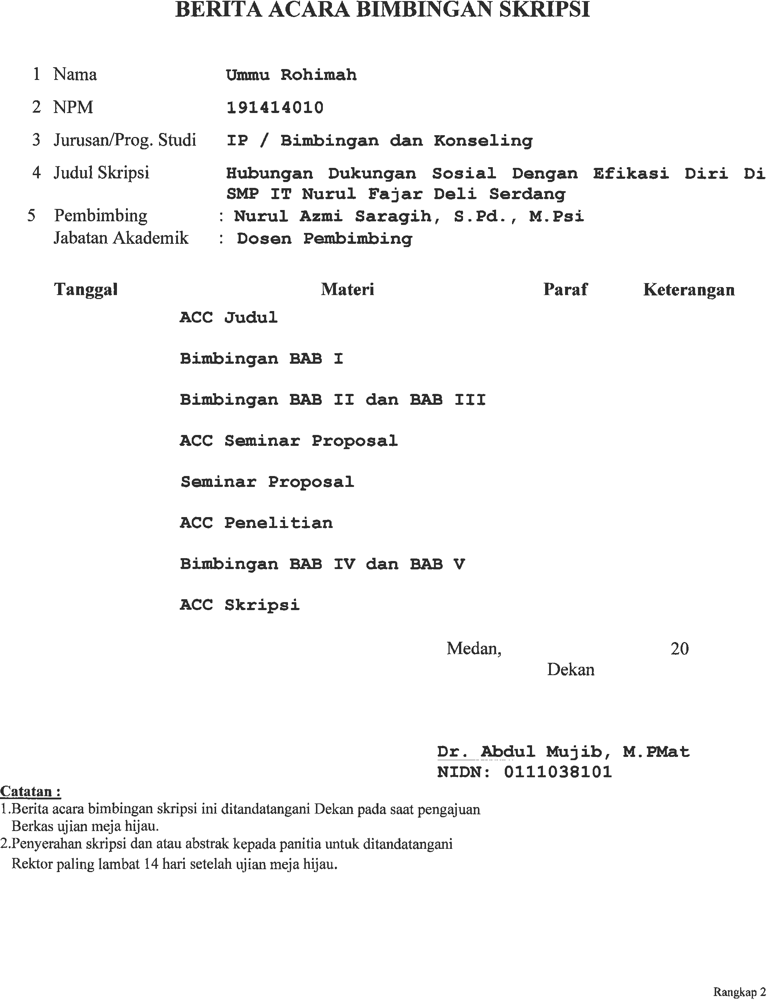 BERITA ACARA BIMBINGAN SKRIPSI
1 Nama Ummu Rohimah
2 NPM 191414010
3 Jurusan/Prog. Studi IP / Bimbingan dan Konseling
4 Judul Skripsi Hubungan Dukungan Sosial Dengan Efikasi Diri Di
SMP IT Nurul Fajar Deli Serdang
5 Pembimbing : Nurul Azmi Saragih, S.Pd., M.Psi
Jabatan Akademik : Dosen Pembimbing
Tanggal Materi Paraf Keterangan
ACC Judul
Bimbingan BAB I
Bimbingan BAB II dan BAB III
ACC Seminar Proposal
Seminar Proposal
ACC Penelitian
Bimbingan BAB IV dan BAB V
ACC Skripsi
Medan, 20
Dekan
Dr. Abdul Mujib, M.PMat
NIDN: 0111038101
Catatan :
1.Berita acara bimbingan skripsi ini ditandatangani Dekan pada saat pengajuan
Berkas ujian meja hijau.
2.Penyerahan skripsi dan atau abstrak kepada panitia untuk ditandatangani
Rektor paling lambat 14 hari setelah ujian meja hijau.
Rangkap 2